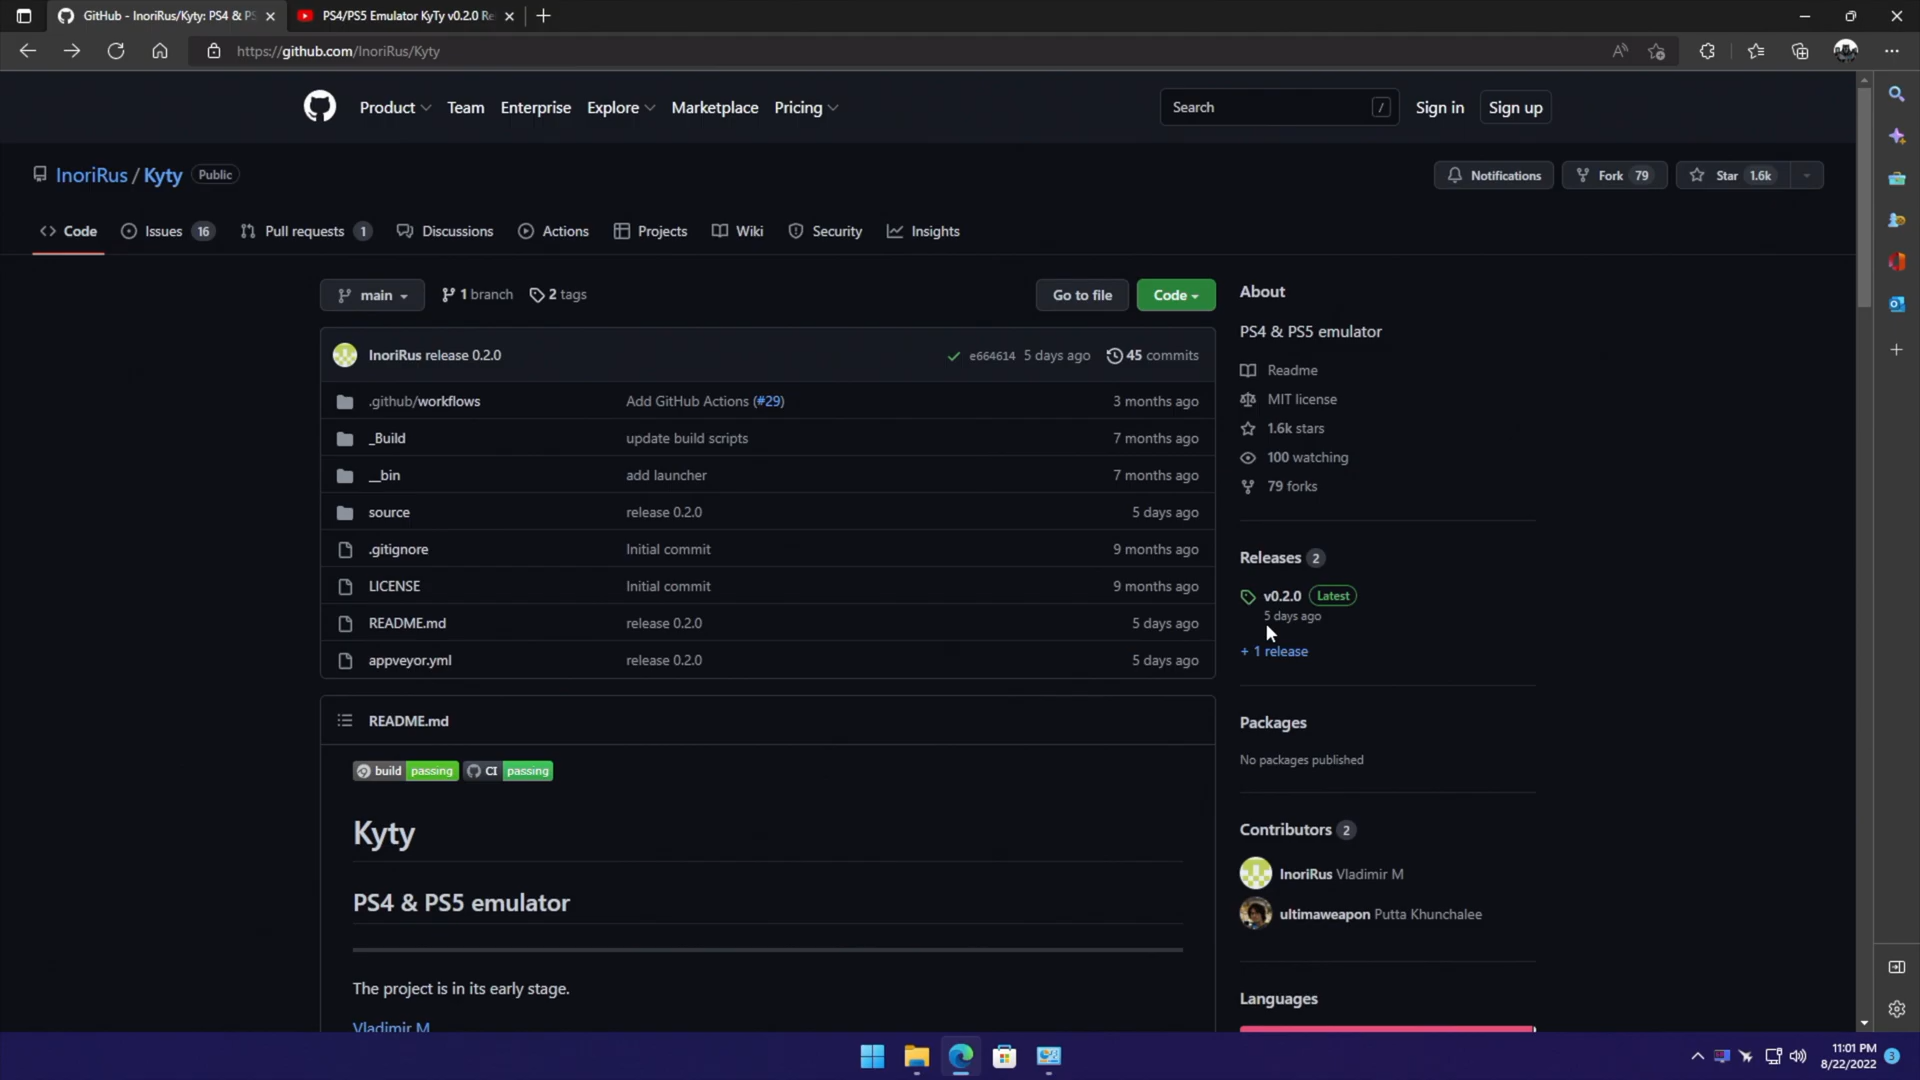 GitHub - InoriRus/Kyty: PS4 & PS
PS4/PS5 Emulator KyTy v0.2.0 Re
https://github.com/InoriRus/Kyty
Product
Team
Enterprise
Explore
Marketplace
Pricing
Search
/
Sign in
Sign up
InoriRus / Kyty
Public
Notifications
Fork 79
Star 1.6k
Code
Issues 16
Pull requests 1
Discussions
Actions
Projects
Wiki
Security
Insights
main
1 branch
2 tags
Go to file
Code
InoriRus release 0.2.0
e664614 5 days ago
45 commits
.github/workflows
Add GitHub Actions (#29)
3 months ago
_Build
update build scripts
7 months ago
__bin
add launcher
7 months ago
source
release 0.2.0
5 days ago
.gitignore
Initial commit
9 months ago
LICENSE
Initial commit
9 months ago
README.md
release 0.2.0
5 days ago
appveyor.yml
release 0.2.0
5 days ago
README.md
build passing
CI passing
Kyty
PS4 & PS5 emulator
The project is in its early stage.
Vladimir M
About
PS4 & PS5 emulator
Readme
MIT license
1.6k stars
100 watching
79 forks
Releases 2
v0.2.0 Latest
5 days ago
+ 1 release
Packages
No packages published
Contributors 2
InoriRus Vladimir M
ultimaweapon Putta Khunchalee
Languages
11:01 PM
8/22/2022
3